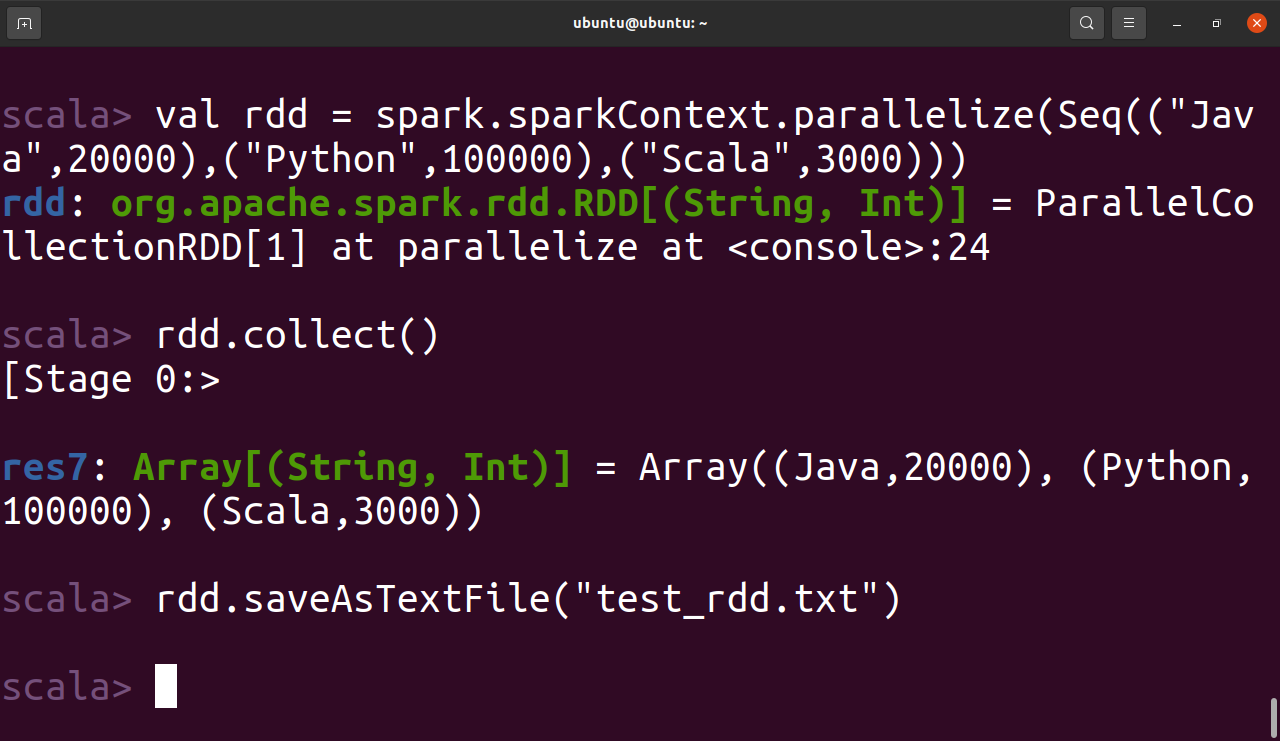 ubuntu@ubuntu: ~
scala> val rdd = spark.sparkContext.parallelize(Seq(("Jav
a",20000),("Python",100000),("Scala",3000)))
rdd: org.apache.spark.rdd.RDD[(String, Int)] = ParallelCo
llectionRDD[1] at parallelize at <console>:24
scala> rdd.collect()
[Stage 0:>
res7: Array[(String, Int)] = Array((Java,20000), (Python,
100000), (Scala,3000))
scala> rdd.saveAsTextFile("test_rdd.txt")
scala>